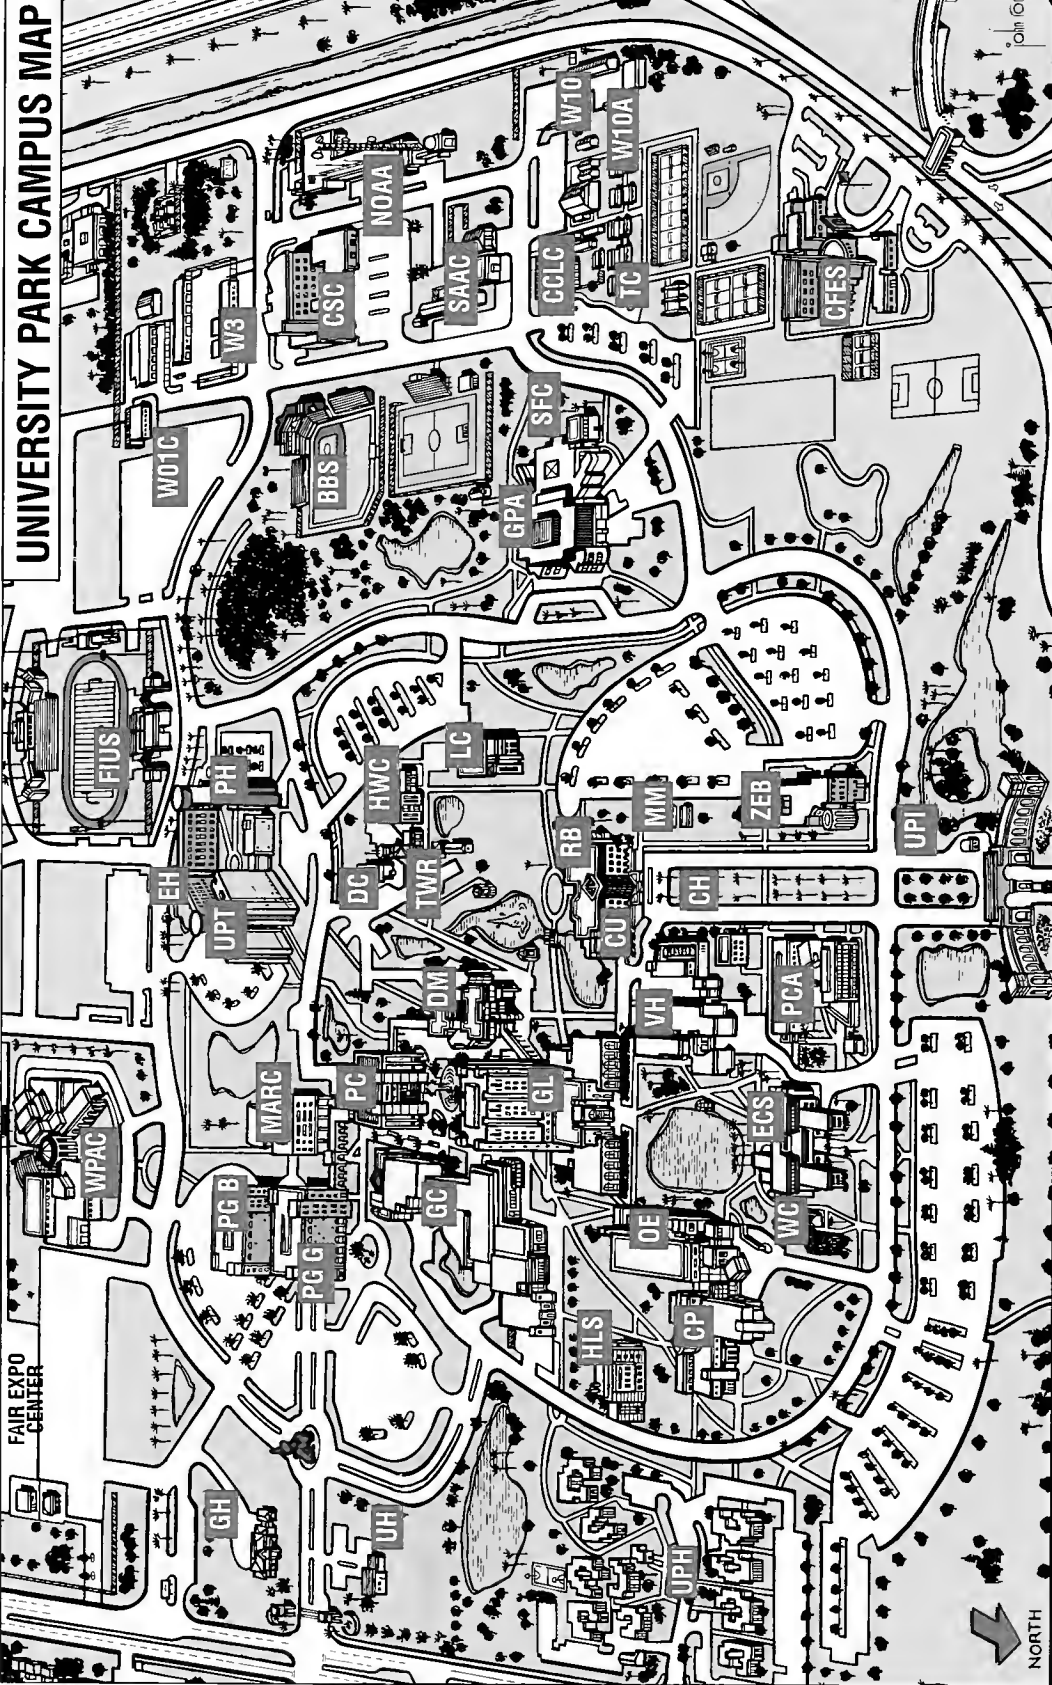 UNIVERSITY PARK CAMPUS MAP
FAIR EXPO
CENTER
WPAC
FIUS
W01C
W3
GH
PG B
MARC
UPT
EH
PH
UH
PG G
PC
DC
HWC
BBS
CSC
NOAA
GC
DM
TWR
LC
GPA
SFC
SAAC
HLS
GL
RB
CCLC
W10
UPH
CP
OE
VH
CU
CH
MMI
TC
W10A
WC
ECS
PCA
ZEB
UPI
CFES
FIU
NORTH